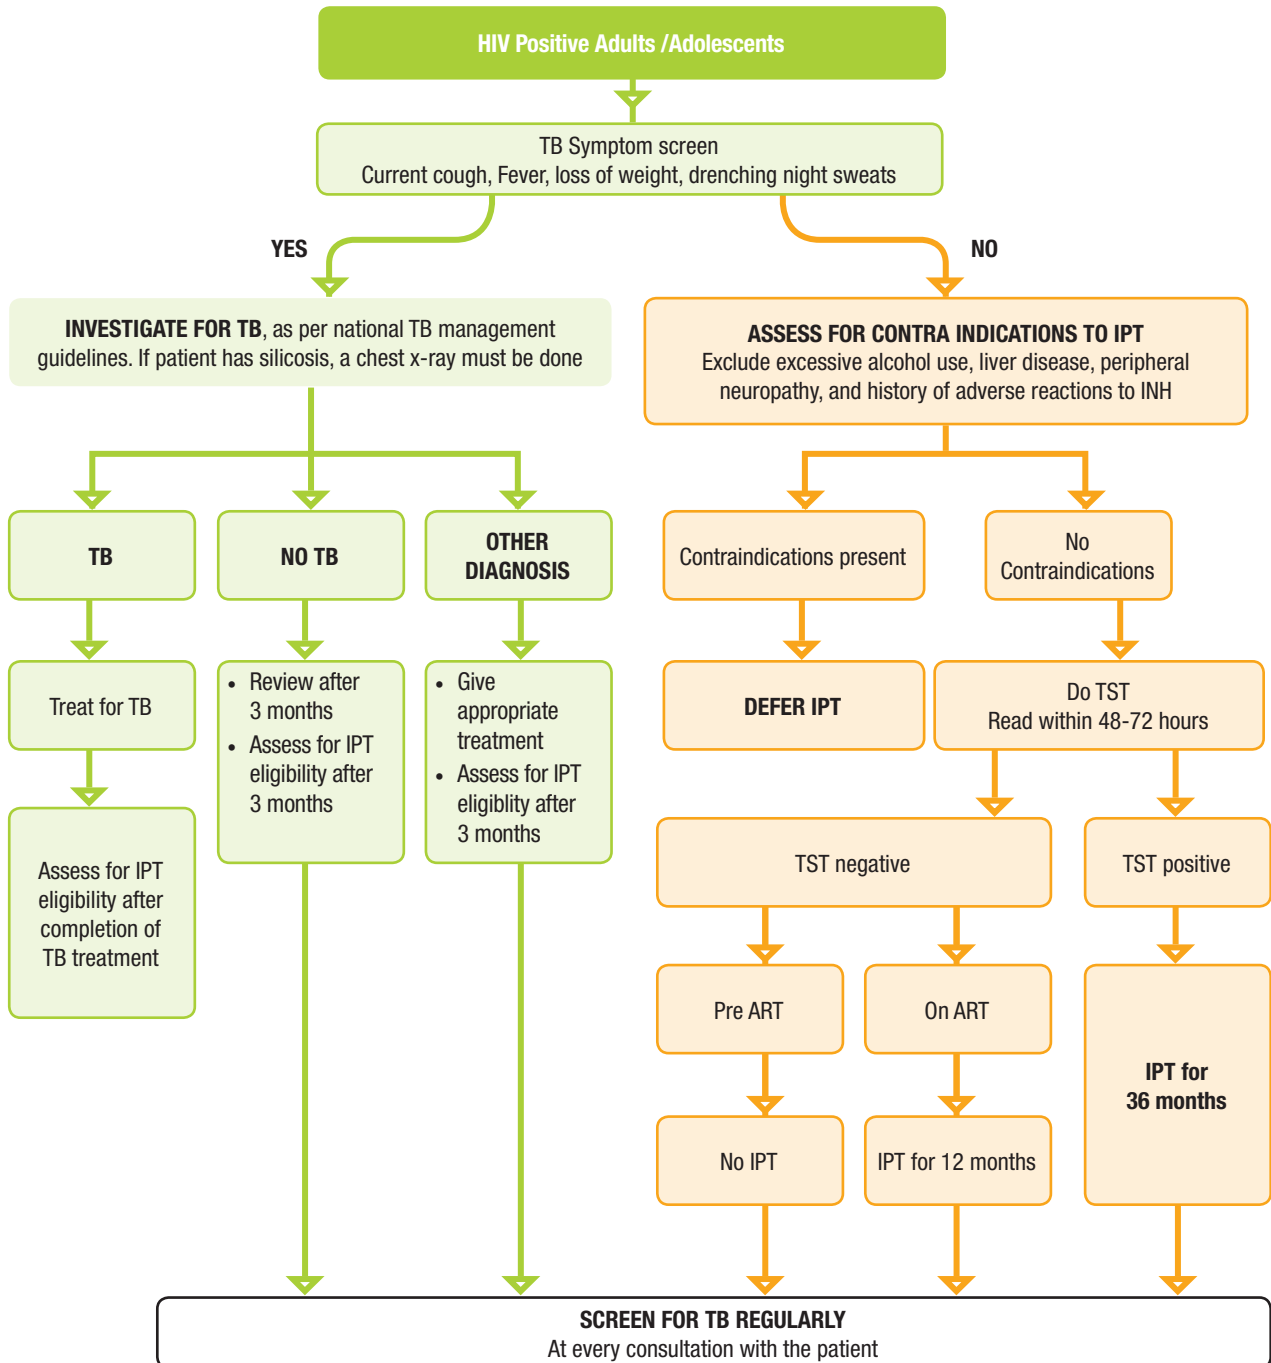 HIV Positive Adults /Adolescents
TB Symptom screen
Current cough, Fever, loss of weight, drenching night sweats
YES
NO
INVESTIGATE FOR TB, as per national TB management
guidelines. If patient has silicosis, a chest x-ray must be done
ASSESS FOR CONTRA INDICATIONS TO IPT
Exclude excessive alcohol use, liver disease, peripheral
neuropathy, and history of adverse reactions to INH
TB
NO TB
OTHER
DIAGNOSIS
Contraindications present
No
Contraindications
Treat for TB
• Review after
3 months
• Assess for IPT
eligibility after
3 months
• Give
appropriate
treatment
• Assess for IPT
eligiblity after
3 months
DEFER IPT
Do TST
Read within 48-72 hours
Assess for IPT
eligibility after
completion of
TB treatment
TST negative
TST positive
Pre ART
On ART
IPT for
36 months
No IPT
IPT for 12 months
SCREEN FOR TB REGULARLY
At every consultation with the patient